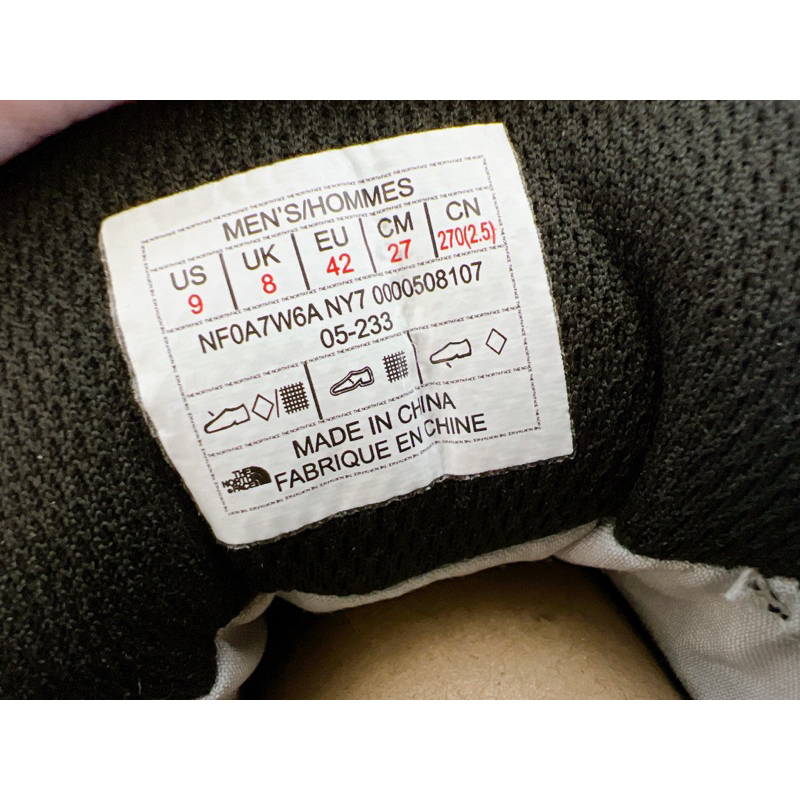 MEN'S/HOMMES
US UK EU CM CN
9 8 42 27 270(2.5)
NF0A7W6A NY7 0000508107
05-233
MADE IN CHINA
FABRIQUE EN CHINE
THE
NORTH
FACE